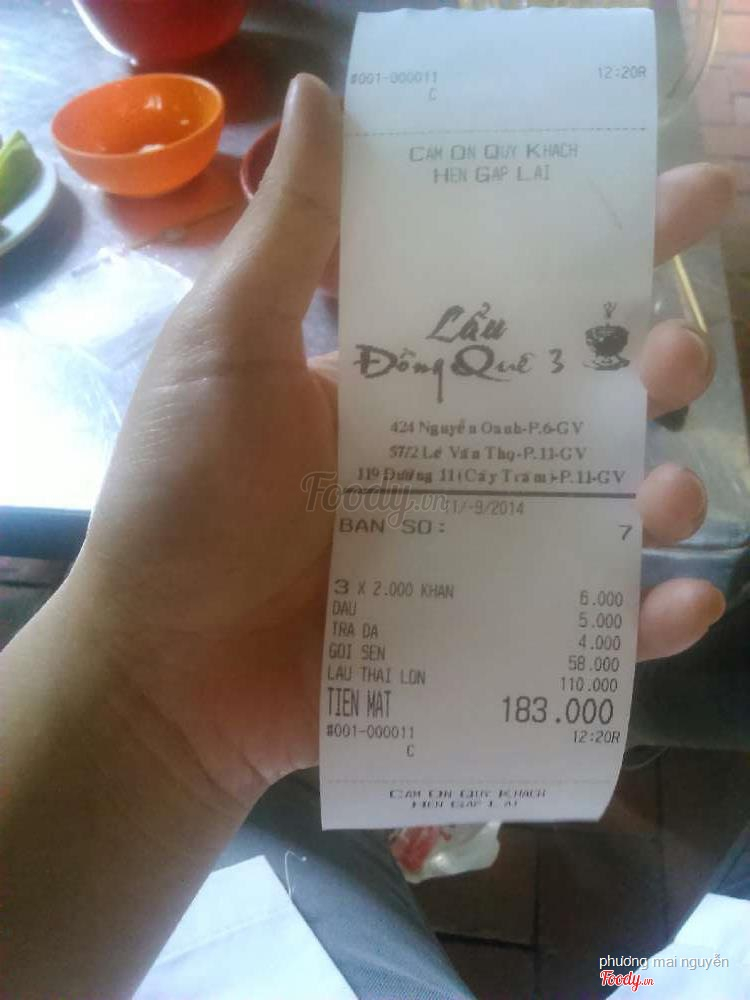 #001-000011 12:20R
C
CAM ON QUY KHACH
HEN GAP LAI
Lẩu
Đồng Quê 3
424 Nguyễn Oanh-P.6-GV
57/2 Lê Văn Thọ-P.11-GV
119 Đường 11(Cây Trâm)-P.11-GV
Foody.vn
11/-9/2014
BAN SO: 7
3 X 2.000 KHAN 6.000
DAU 5.000
TRA DA 4.000
GOI SEN 58.000
LAU THAI LON 110.000
TIEN MAT 183.000
#001-000011 12:20R
C
CAM ON QUY KHACH
HEN GAP LAI
phương mai nguyễn
Foody.vn